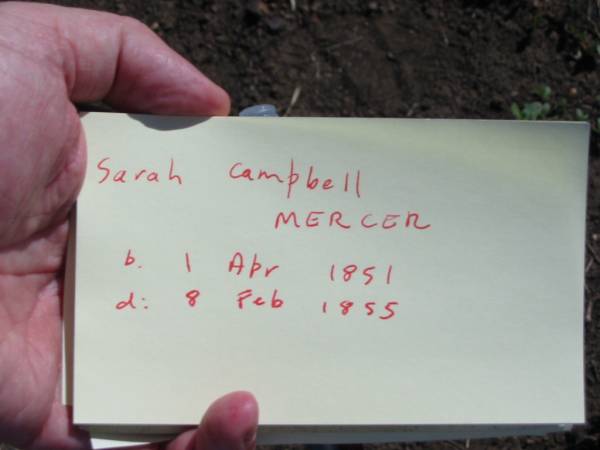 Sarah Campbell
MERCER
b. 1 Apr 1851
d: 8 Feb 1855